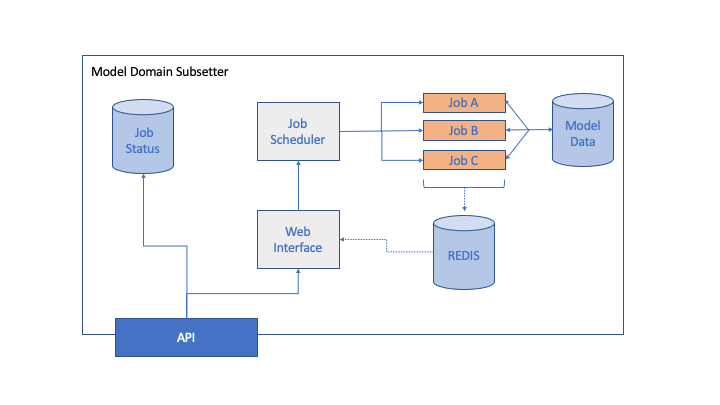 Model Domain Subsetter
Job
Status
Job
Scheduler
Job A
Job B
Job C
Model
Data
Web
Interface
REDIS
API